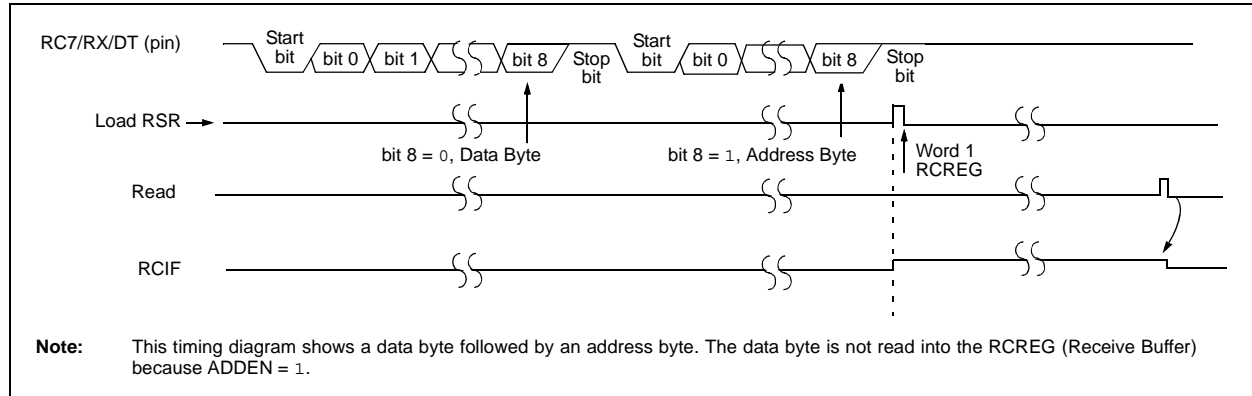 RC7/RX/DT (pin)
Start
bit
bit 0
bit 1
bit 8
Stop
bit
Start
bit
bit 0
bit 8
Stop
bit
Load RSR
bit 8 = 0, Data Byte
bit 8 = 1, Address Byte
Word 1
RCREG
Read
RCIF
Note: This timing diagram shows a data byte followed by an address byte. The data byte is not read into the RCREG (Receive Buffer)
because ADDEN = 1.